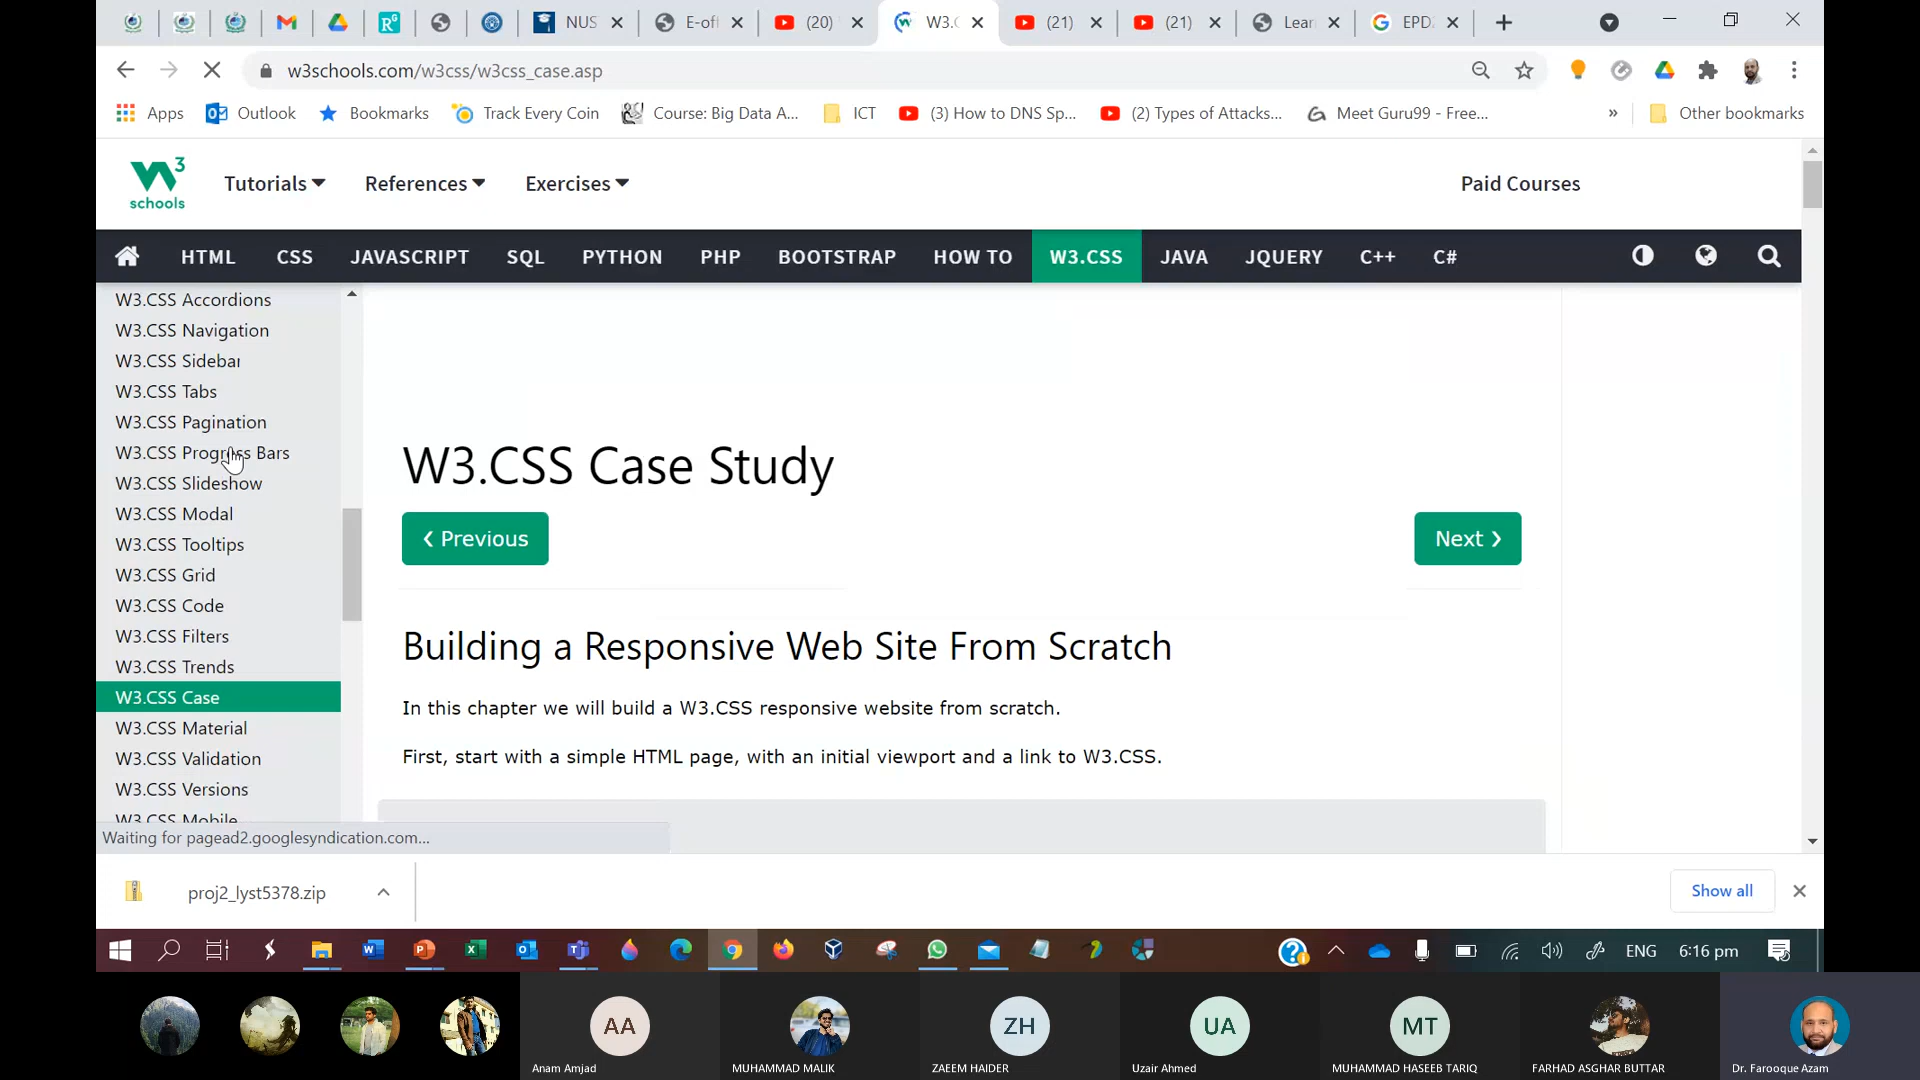 NUS
E-off
(20)
W3.C
(21)
(21)
Lear
EPD
w3schools.com/w3css/w3css_case.asp
Apps
Outlook
Bookmarks
Track Every Coin
Course: Big Data A...
ICT
(3) How to DNS Sp...
(2) Types of Attacks...
Meet Guru99 - Free...
»
Other bookmarks
W3 schools
Tutorials
References
Exercises
Paid Courses
HTML
CSS
JAVASCRIPT
SQL
PYTHON
PHP
BOOTSTRAP
HOW TO
W3.CSS
JAVA
JQUERY
C++
C#
W3.CSS Accordions
W3.CSS Navigation
W3.CSS Sidebar
W3.CSS Tabs
W3.CSS Pagination
W3.CSS Progress Bars
W3.CSS Slideshow
W3.CSS Modal
W3.CSS Tooltips
W3.CSS Grid
W3.CSS Code
W3.CSS Filters
W3.CSS Trends
W3.CSS Case
W3.CSS Material
W3.CSS Validation
W3.CSS Versions
W3.CSS Mobile
W3.CSS Case Study
❮ Previous
Next ❯
Building a Responsive Web Site From Scratch
In this chapter we will build a W3.CSS responsive website from scratch.
First, start with a simple HTML page, with an initial viewport and a link to W3.CSS.
Waiting for pagead2.googlesyndication.com...
proj2_lyst5378.zip
Show all
ENG
6:16 pm
AA
ZH
UA
MT
Anam Amjad
MUHAMMAD MALIK
ZAEEM HAIDER
Uzair Ahmed
MUHAMMAD HASEEB TARIQ
FARHAD ASGHAR BUTTAR
Dr. Farooque Azam